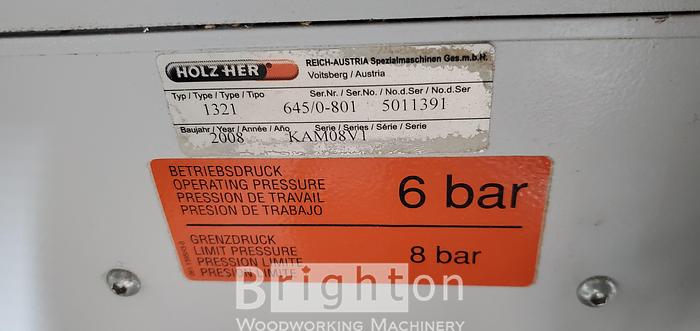 HOLZ-HER®
REICH-AUSTRIA Spezialmaschinen Ges.m.b.H.
Voitsberg / Austria
Typ / Type / Type / Tipo
Ser.Nr. / Ser.No. / No.d.Ser / No.d.Ser
1321 645/0-801 5011391
Baujahr / Year / Année / Año
Serie / Series / Série / Serie
2008 KAM08V1
BETRIEBSDRUCK
OPERATING PRESSURE
PRESSION DE TRAVAIL
PRESION DE TRABAJO
6 bar
GRENZDRUCK
LIMIT PRESSURE
PRESSION LIMITE
PRESION LIMITE
8 bar
Brighton
WOODWORKING MACHINERY